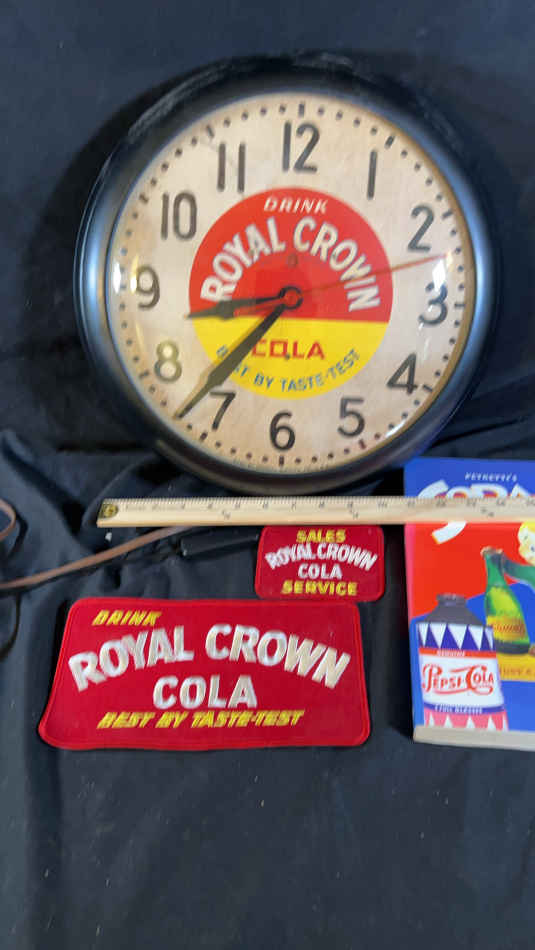 12
11
1
10
2
9
3
8
4
7
5
6
DRINK
ROYAL CROWN
COLA
BEST BY TASTE-TEST
PETRETTI'S
SALES
ROYAL CROWN
COLA
SERVICE
DRINK
ROYAL CROWN
COLA
BEST BY TASTE-TEST
PEPSI-COLA